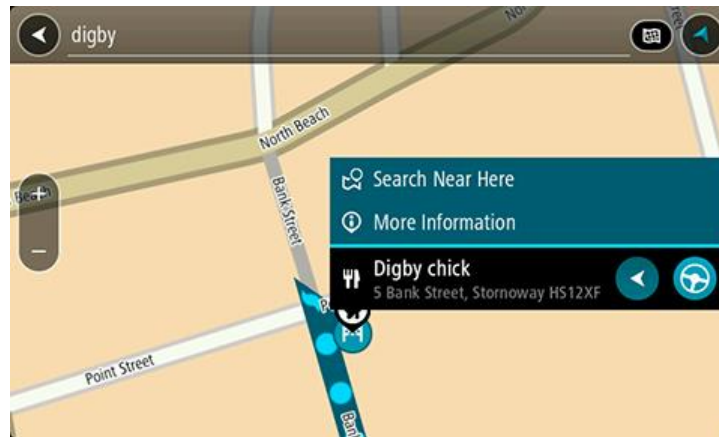 digby
North Beach
Bank Street
Search Near Here
More Information
Digby chick
5 Bank Street, Stornoway HS12XF
Point Street